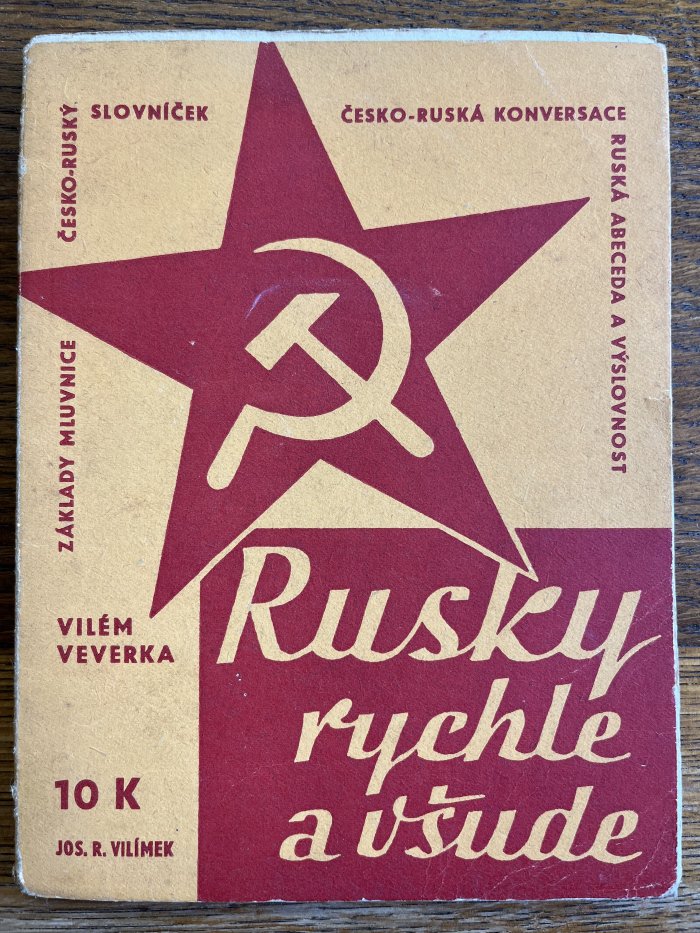 ČESKO-RUSKÝ
SLOVNÍČEK
ČESKO-RUSKÁ KONVERSACE
RUSKÁ ABECEDA A VÝSLOVNOST
ZÁKLADY MLUVNICE
VILÉM
VEVERKA
Rusky
rychle
a všude
10 K
JOS. R. VILÍMEK